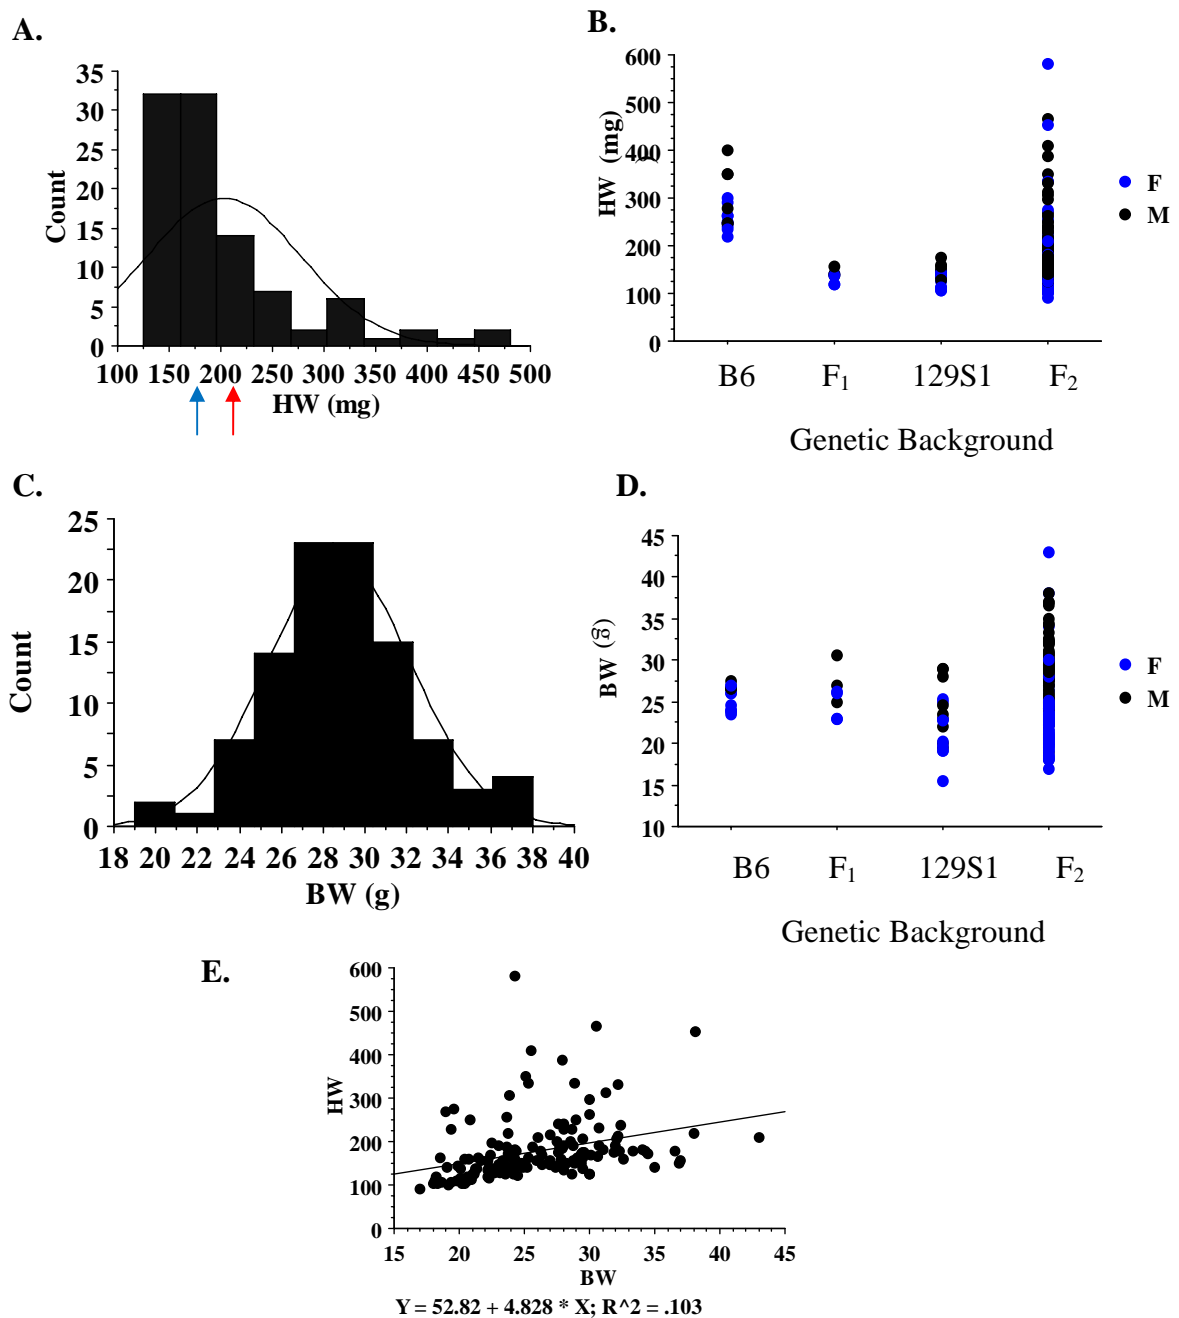 A.
35
30
25
20
15
10
5
0
Count
100 150 200 250 300 350 400 450 500
HW (mg)
B.
600
500
400
300
200
100
0
HW (mg)
B6 F₁ 129S1 F₂
Genetic Background
F
M
C.
25
20
15
10
5
0
Count
18 20 22 24 26 28 30 32 34 36 38 40
BW (g)
D.
45
40
35
30
25
20
15
10
BW (g)
B6 F₁ 129S1 F₂
Genetic Background
F
M
E.
600
500
400
300
200
100
0
HW
15 20 25 30 35 40 45
BW
Y = 52.82 + 4.828 * X; R^2 = .103